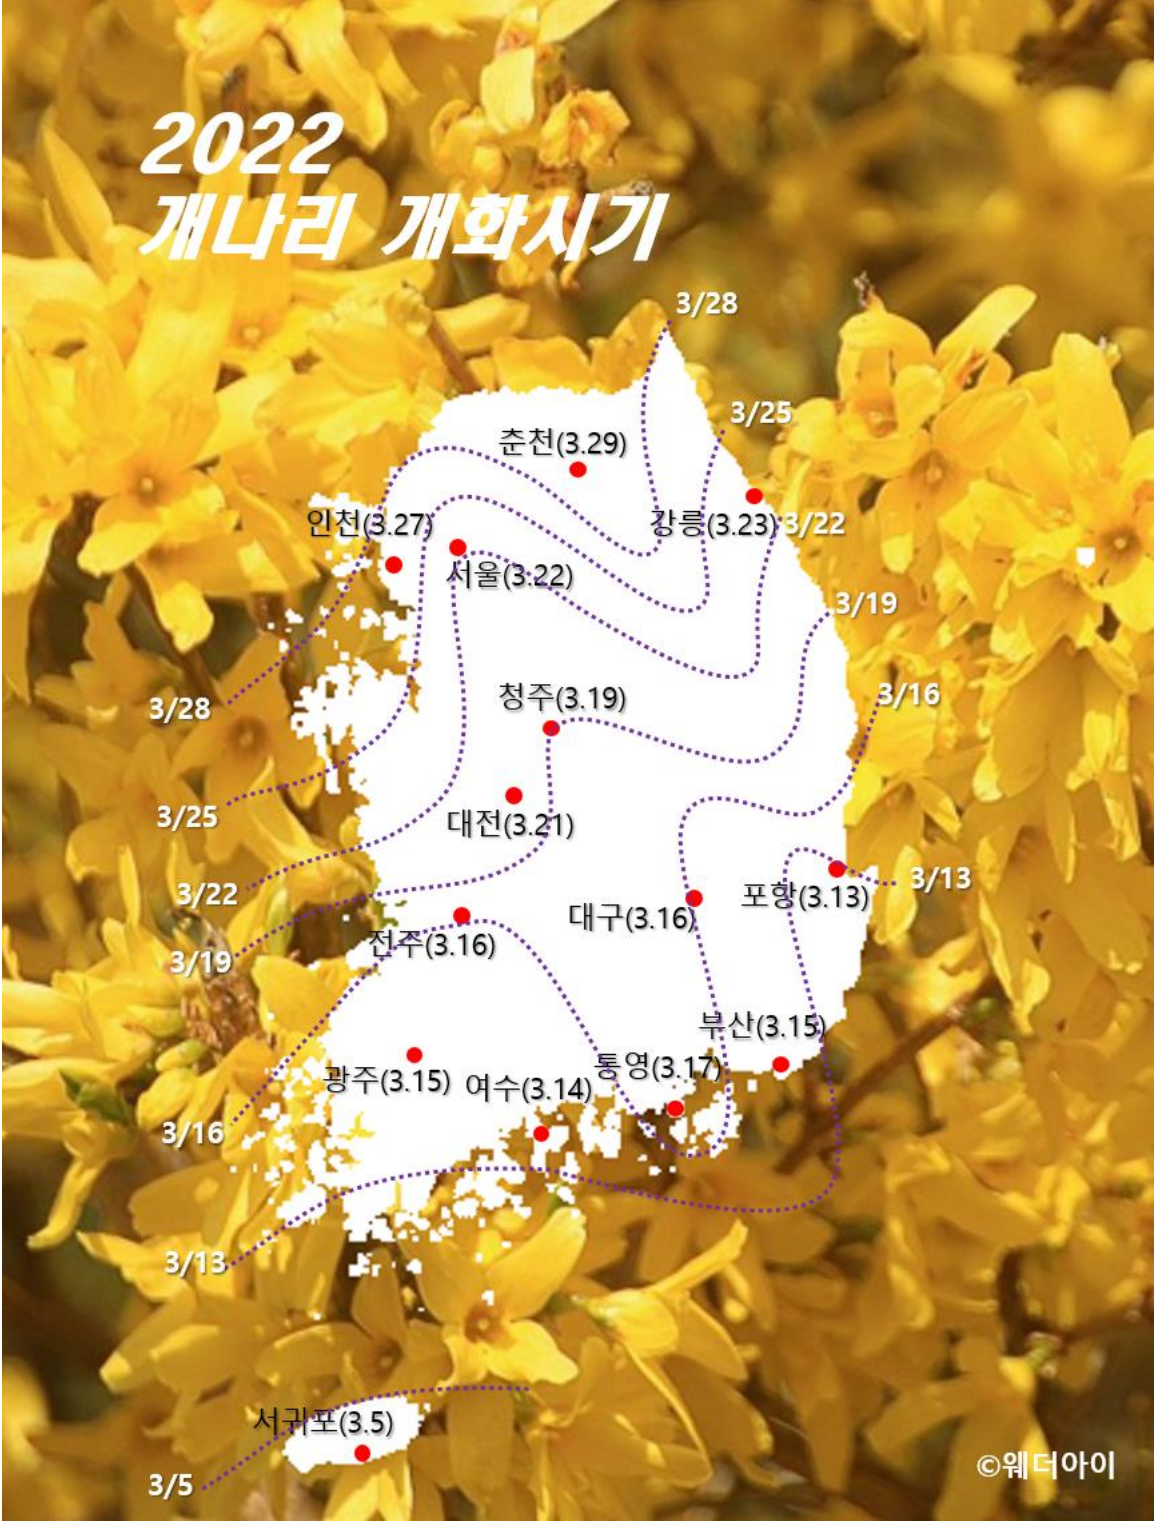 2022
개나리 개화시기
3/28
3/25
춘천(3.29)
인천(3.27)
강릉(3.23)
3/22
서울(3.22)
3/19
청주(3.19)
3/16
3/28
3/25
대전(3.21)
3/22
3/13
포항(3.13)
대구(3.16)
전주(3.16)
3/19
부산(3.15)
통영(3.17)
광주(3.15)
여수(3.14)
3/16
3/13
서귀포(3.5)
3/5
©웨더아이